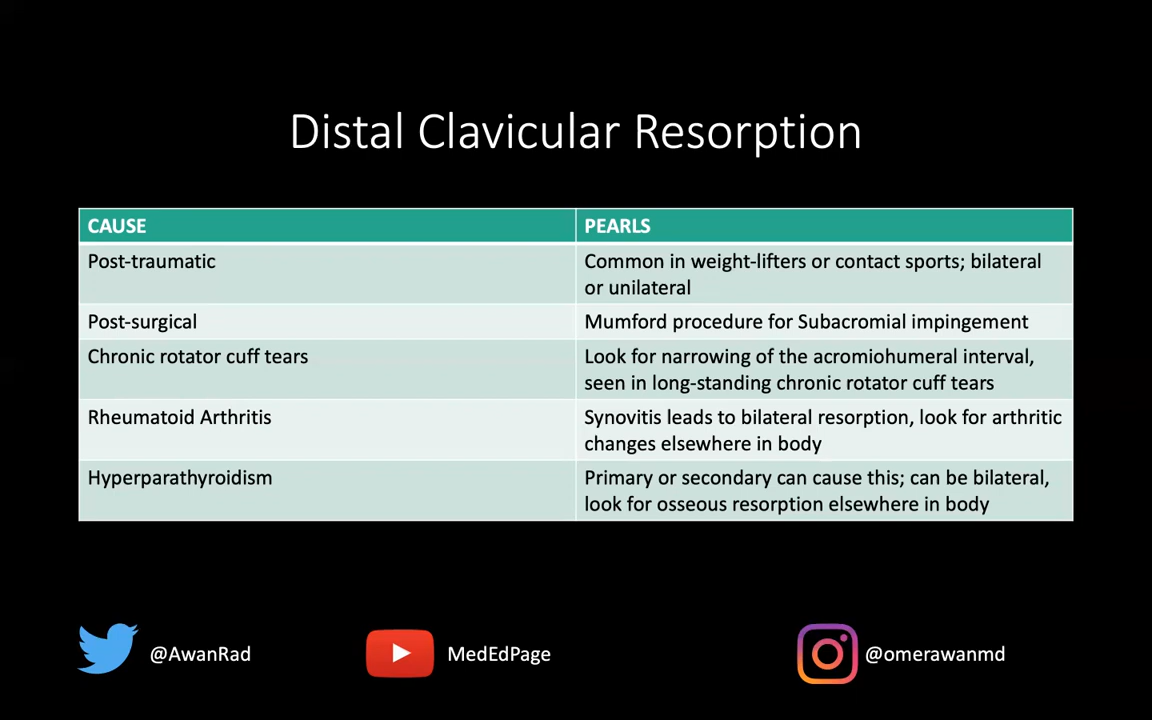 Distal Clavicular Resorption
CAUSE
PEARLS
Post-traumatic
Common in weight-lifters or contact sports; bilateral
or unilateral
Post-surgical
Mumford procedure for Subacromial impingement
Chronic rotator cuff tears
Look for narrowing of the acromiohumeral interval,
seen in long-standing chronic rotator cuff tears
Rheumatoid Arthritis
Synovitis leads to bilateral resorption, look for arthritic
changes elsewhere in body
Hyperparathyroidism
Primary or secondary can cause this; can be bilateral,
look for osseous resorption elsewhere in body
@AwanRad
MedEdPage
@omerawanmd